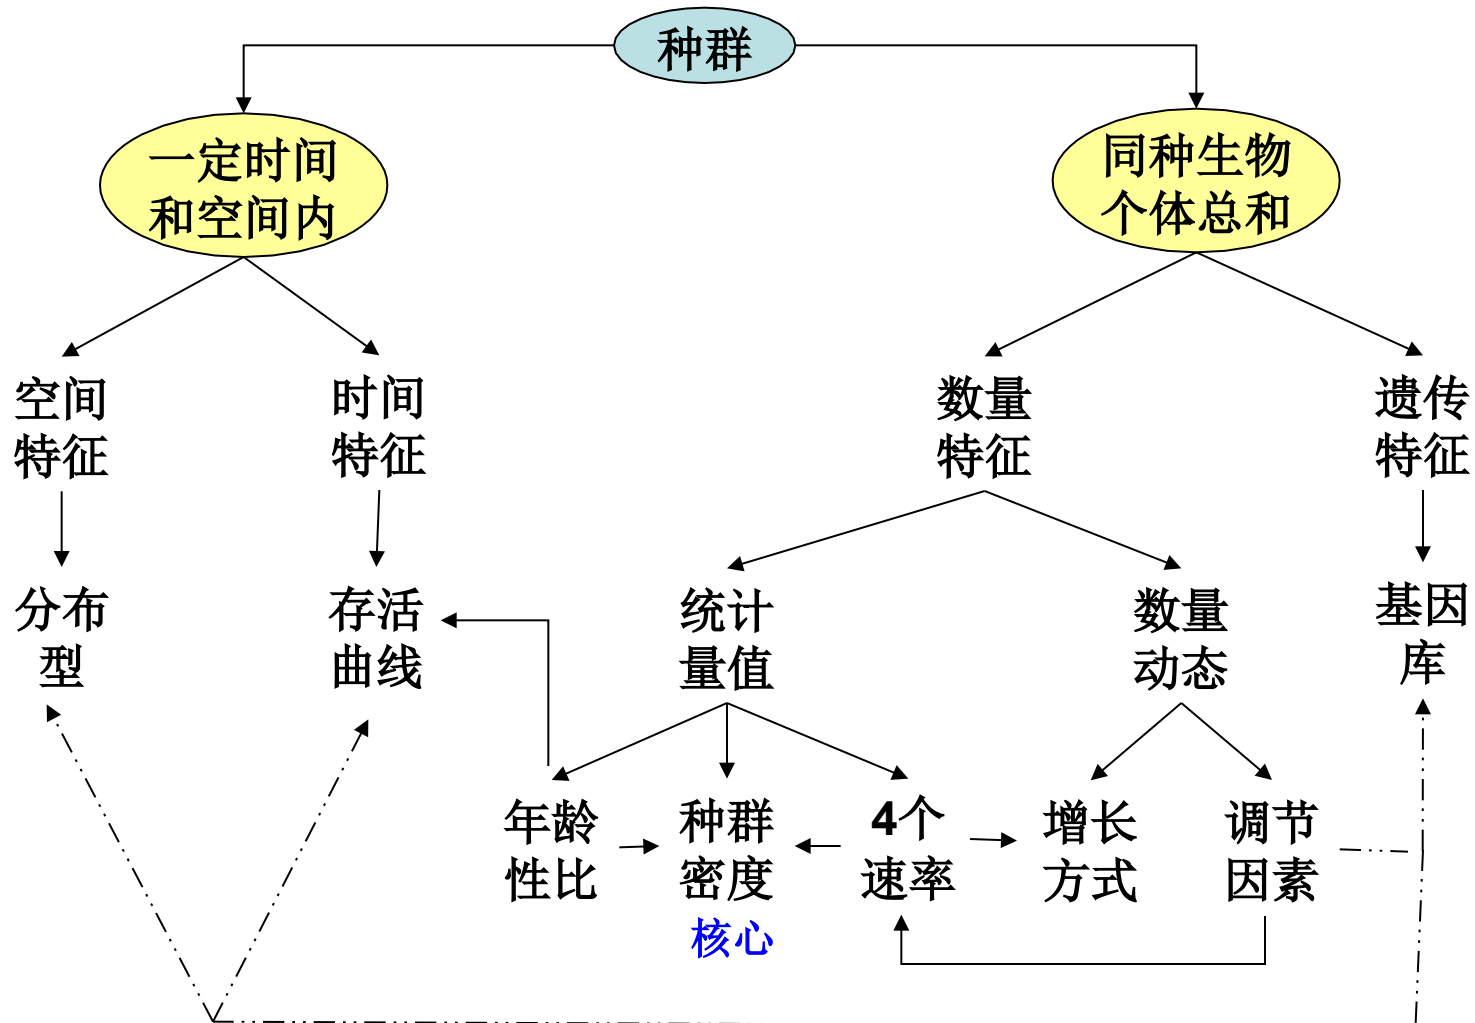 种群
一定时间
和空间内
同种生物
个体总和
空间
特征
时间
特征
数量
特征
遗传
特征
分布
型
存活
曲线
统计
量值
数量
动态
基因
库
年龄
性比
种群
密度
核心
4个
速率
增长
方式
调节
因素